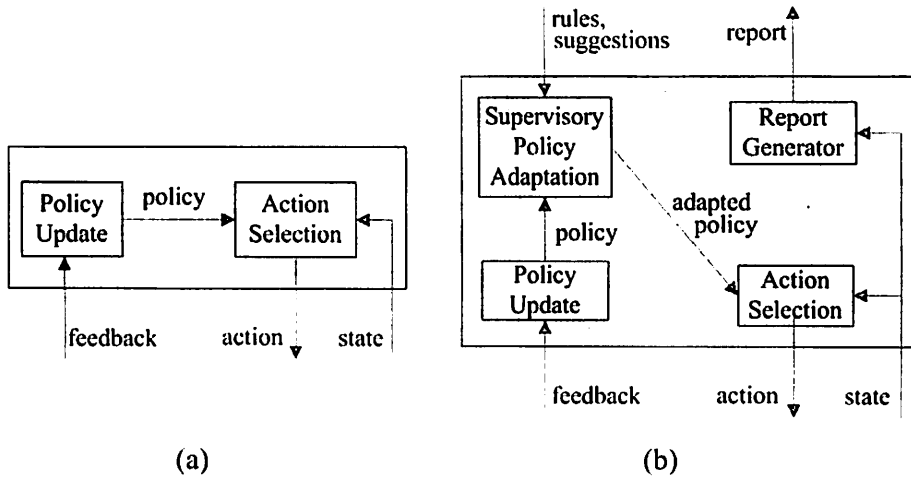 Policy
Update
policy
Action
Selection
feedback
action
state
(a)
rules,
suggestions
report
Supervisory
Policy
Adaptation
Report
Generator
adapted
policy
policy
Policy
Update
Action
Selection
feedback
action
state
(b)